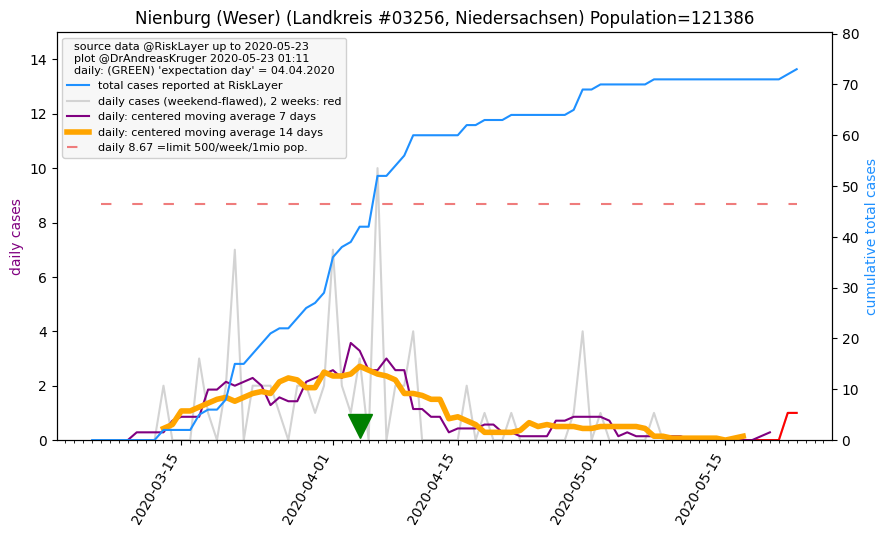 Nienburg (Weser) (Landkreis #03256, Niedersachsen) Population=121386
source data @RiskLayer up to 2020-05-23
plot @DrAndreasKruger 2020-05-23 01:11
daily: (GREEN) 'expectation day' = 04.04.2020
total cases reported at RiskLayer
daily cases (weekend-flawed), 2 weeks: red
daily: centered moving average 7 days
daily: centered moving average 14 days
daily 8.67 =limit 500/week/1mio pop.
daily cases
14
12
10
8
6
4
2
0
cumulative total cases
80
70
60
50
40
30
20
10
0
2020-03-15
2020-04-01
2020-04-15
2020-05-01
2020-05-15